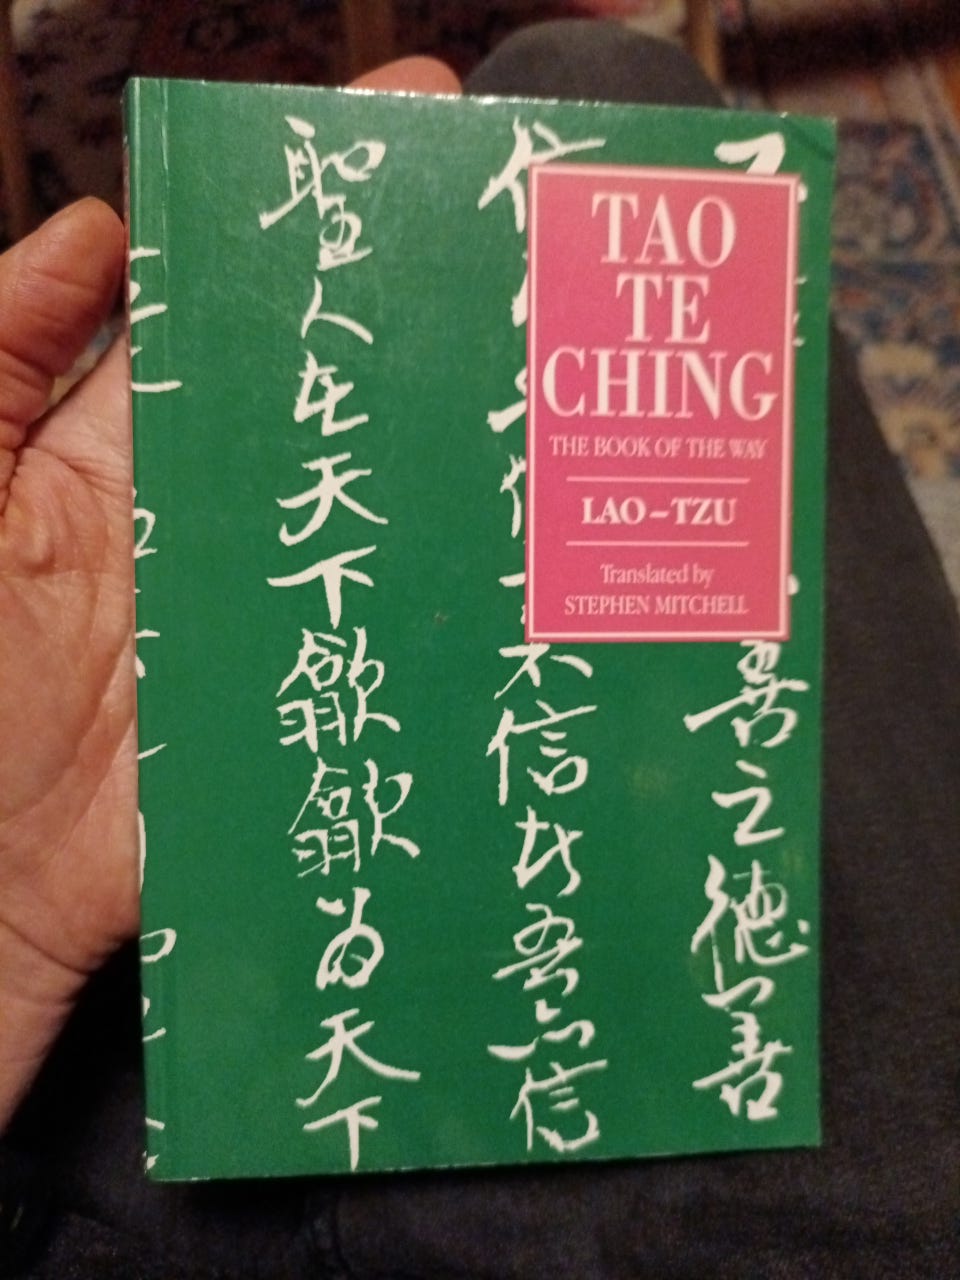 TAO
TE
CHING
THE BOOK OF THE WAY
LAO–TZU
Translated by
STEPHEN MITCHELL
善之德善
不信者吾亦信
聖人在天下歙歙為天下